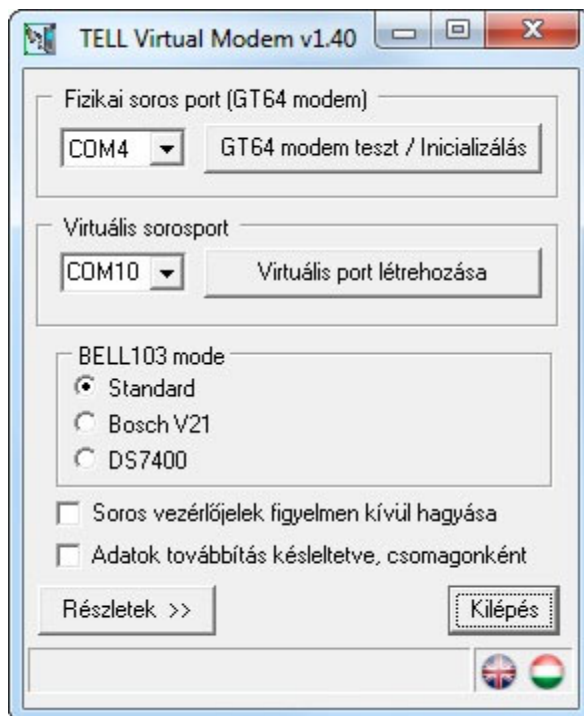 TELL Virtual Modem v1.40
Fizikai soros port (GT64 modem)
COM4 GT64 modem teszt / Inicializálás
Virtuális sorosport
COM10 Virtuális port létrehozása
BELL103 mode
Standard
Bosch V21
DS7400
Soros vezérlőjelek figyelmen kívül hagyása
Adatok továbbítás késleltetve, csomagonként
Részletek >> Kilépés